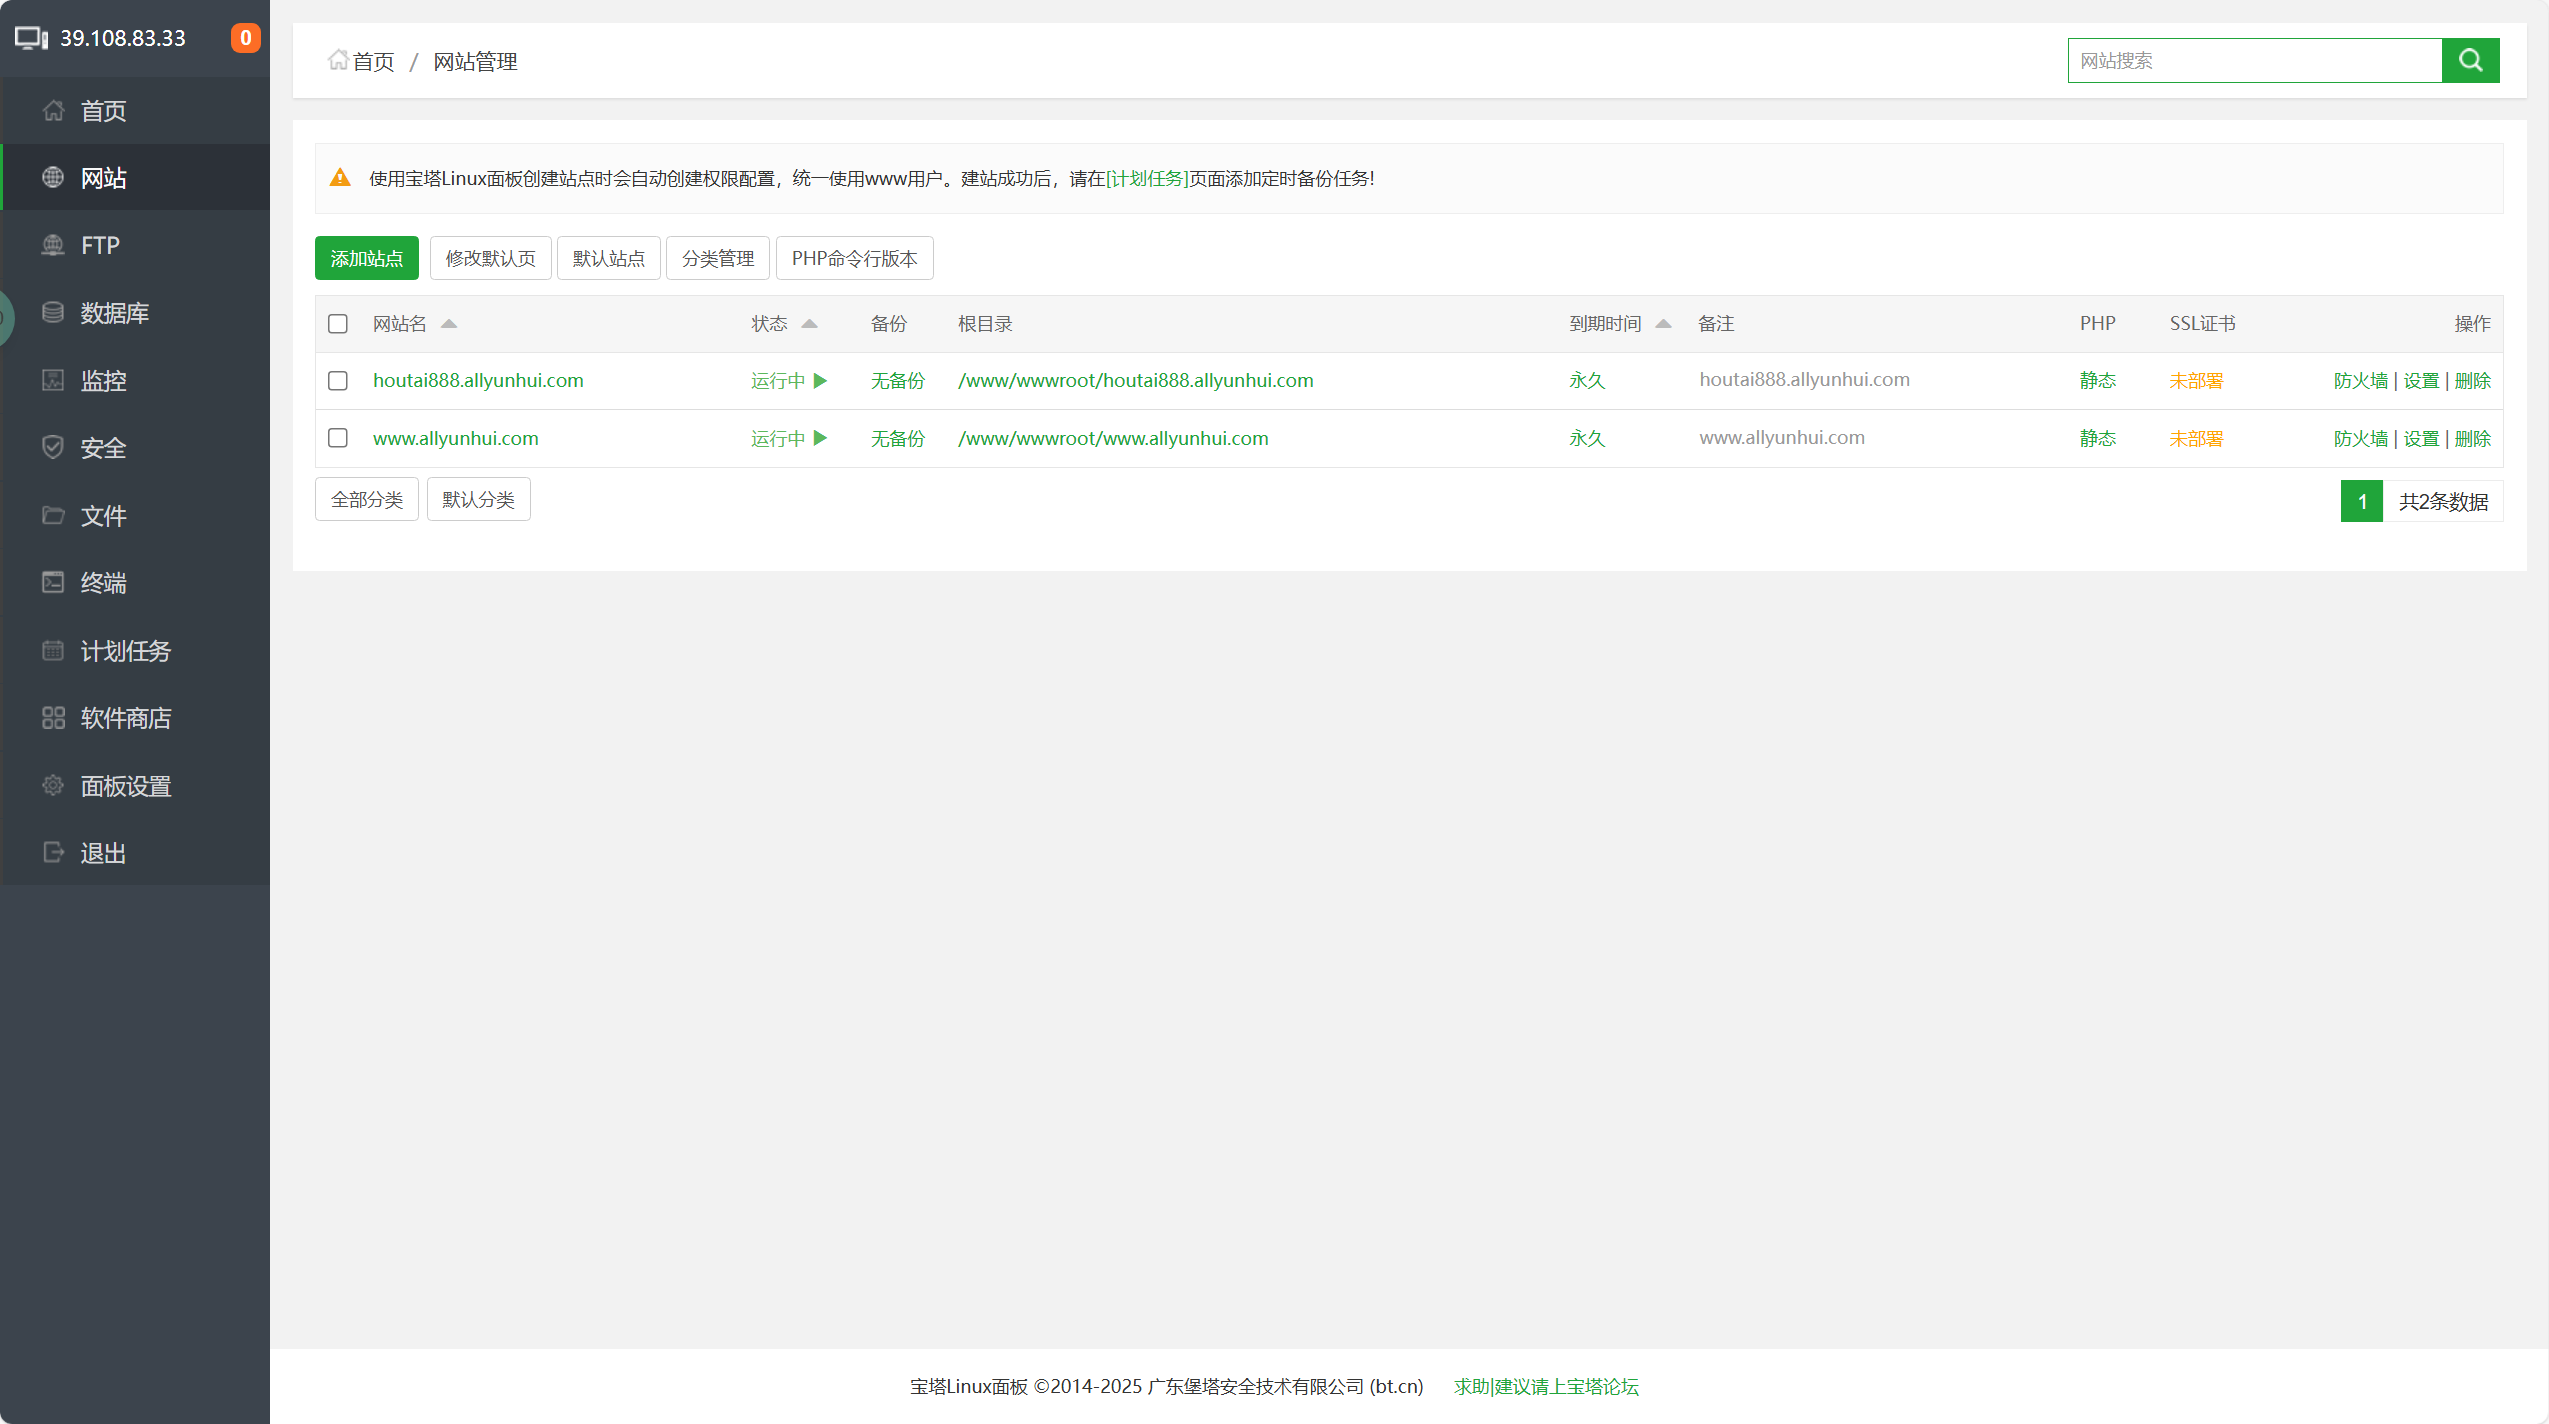 39.108.83.33 0
首页
网站
FTP
数据库
监控
安全
文件
终端
计划任务
软件商店
面板设置
退出
首页 / 网站管理
网站搜索
使用宝塔Linux面板创建站点时会自动创建权限配置，统一使用www用户。建站成功后，请在[计划任务]页面添加定时备份任务!
添加站点 修改默认页 默认站点 分类管理 PHP命令行版本
网站名 状态 备份 根目录 到期时间 备注 PHP SSL证书 操作
houtai888.allyunhui.com 运行中 无备份 /www/wwwroot/houtai888.allyunhui.com 永久 houtai888.allyunhui.com 静态 未部署 防火墙 | 设置 | 删除
www.allyunhui.com 运行中 无备份 /www/wwwroot/www.allyunhui.com 永久 www.allyunhui.com 静态 未部署 防火墙 | 设置 | 删除
全部分类 默认分类 1 共2条数据
宝塔Linux面板 ©2014-2025 广东堡塔安全技术有限公司 (bt.cn) 求助|建议请上宝塔论坛